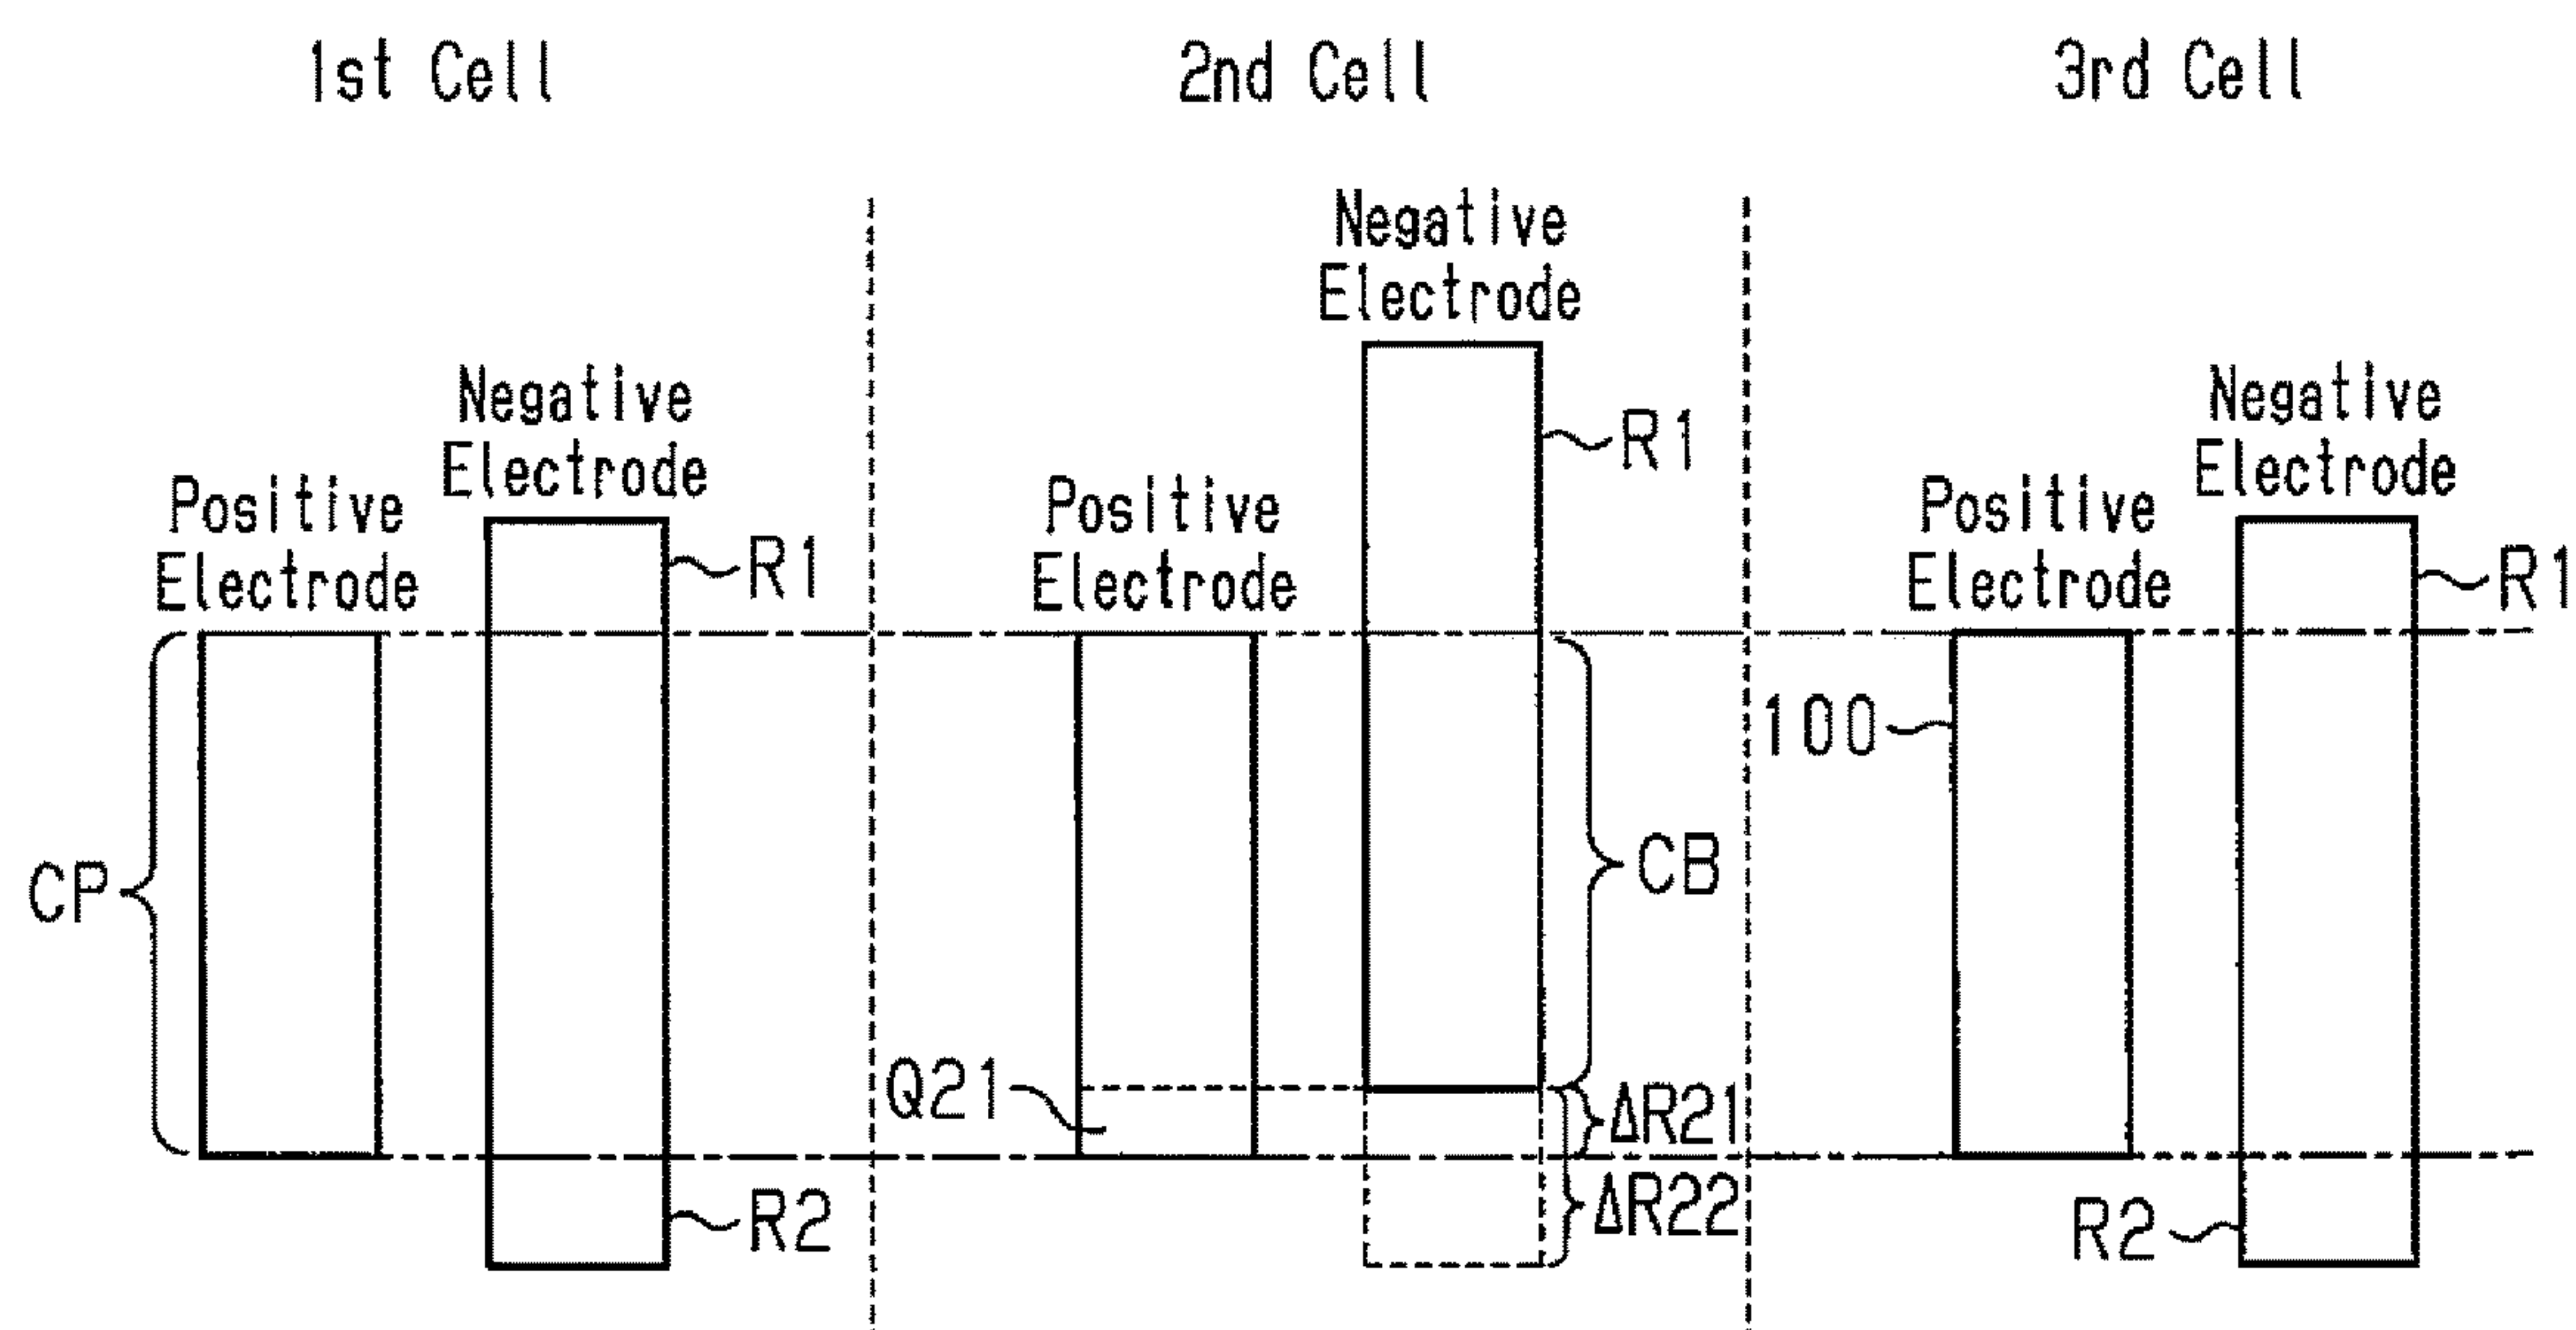 1st Cell
2nd Cell
3rd Cell
Positive
Electrode
Negative
Electrode
R1
CP
R2
Positive
Electrode
Negative
Electrode
R1
CB
Q21
ΔR21
ΔR22
Positive
Electrode
Negative
Electrode
R1
100
R2